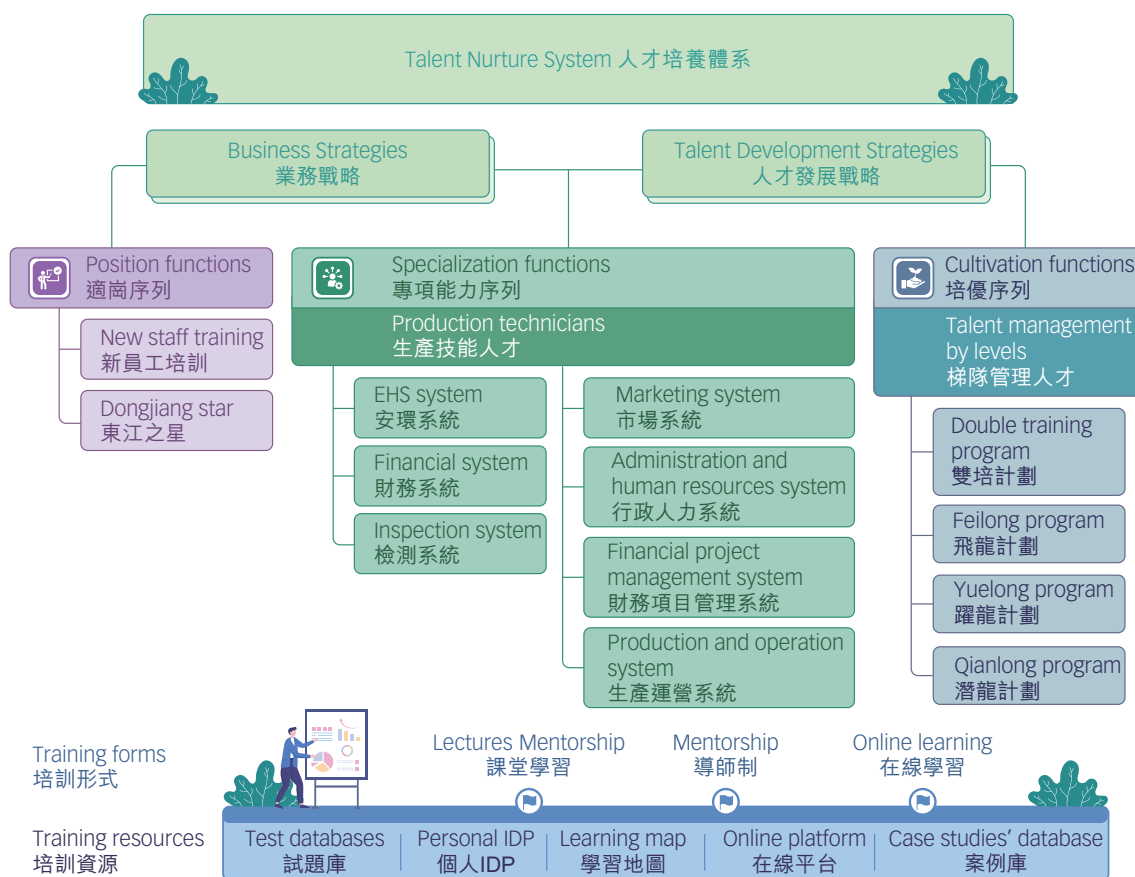 Talent Nurture System 人才培養體系
Business Strategies
業務戰略
Talent Development Strategies
人才發展戰略
Position functions
適崗序列
New staff training
新員工培訓
Dongjiang star
東江之星
Specialization functions
專項能力序列
Production technicians
生產技能人才
EHS system
安環系統
Financial system
財務系統
Inspection system
檢測系統
Marketing system
市場系統
Administration and
human resources system
行政人力系統
Financial project
management system
財務項目管理系統
Production and operation
system
生產運營系統
Cultivation functions
培優序列
Talent management
by levels
梯隊管理人才
Double training
program
雙培計劃
Feilong program
飛龍計劃
Yuelong program
躍龍計劃
Qianlong program
潛龍計劃
Training forms
培訓形式
Lectures Mentorship
課堂學習
Mentorship
導師制
Online learning
在線學習
Training resources
培訓資源
Test databases
試題庫
Personal IDP
個人IDP
Learning map
學習地圖
Online platform
在線平台
Case studies' database
案例庫